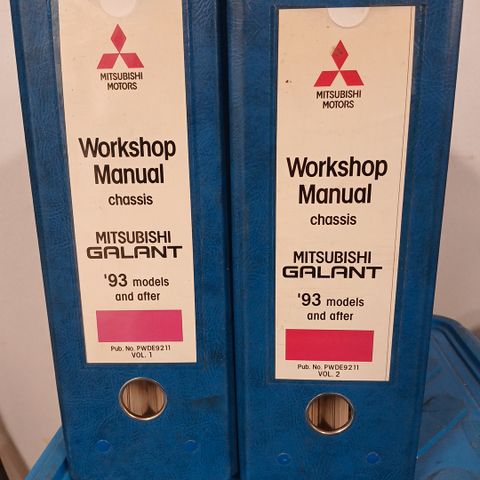 MITSUBISHI
MOTORS
Workshop
Manual
chassis
MITSUBISHI
GALANT
'93 models
and after
Pub. No. PWDE9211
VOL. 1
MITSUBISHI
MOTORS
Workshop
Manual
chassis
MITSUBISHI
GALANT
'93 models
and after
Pub. No. PWDE9211
VOL. 2